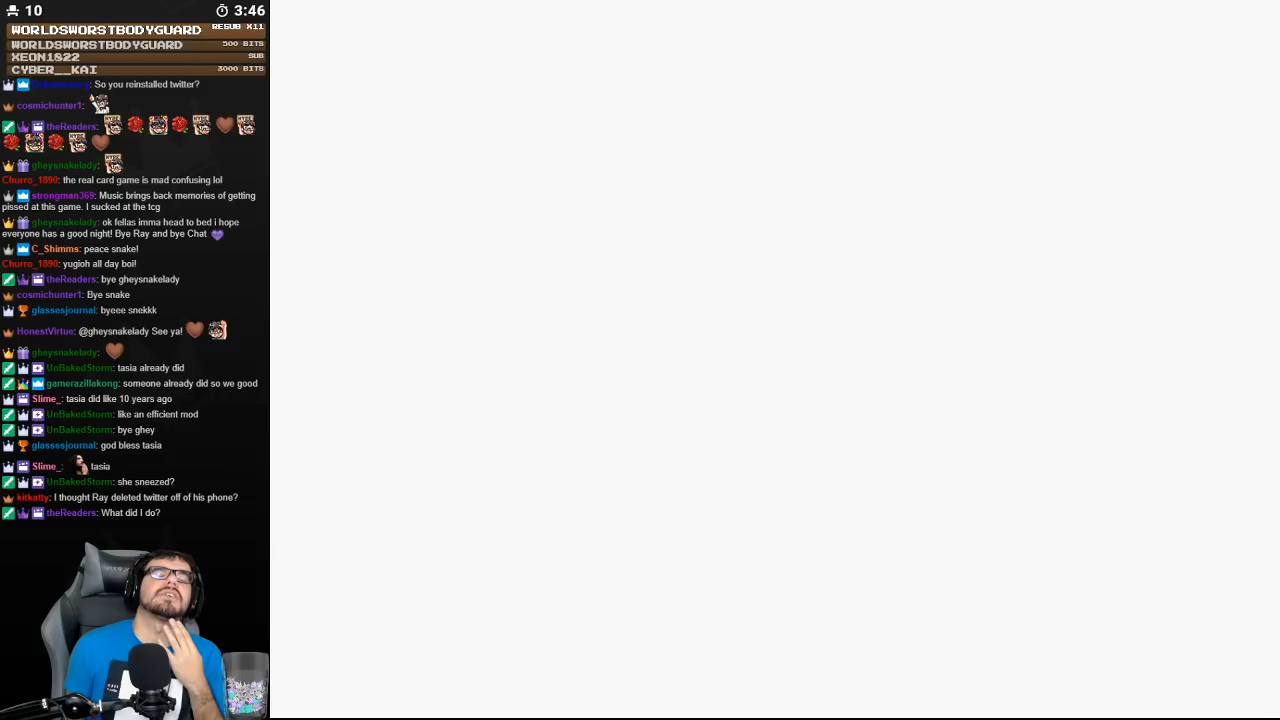 10 3:46
WORLDSWORSTBODYGUARD RESUB X11
WORLDSWORSTBODYGUARD 500 BITS
XEON1022 SUB
CYBER__KAI 3000 BITS
: So you reinstalled twitter?
cosmichunter1:
theReaders:
gheysnakelady:
Churro_1890: the real card game is mad confusing lol
strongman369: Music brings back memories of getting
pissed at this game. I sucked at the tcg
gheysnakelady: ok fellas imma head to bed i hope
everyone has a good night! Bye Ray and bye Chat
C_Shimms: peace snake!
Churro_1890: yugioh all day boi!
theReaders: bye gheysnakelady
cosmichunter1: Bye snake
glassesjournal: byeee snekkk
HonestVirtue: @gheysnakelady See ya!
gheysnakelady:
UnBakedStorm: tasia already did
gamerazillakong: someone already did so we good
Slime_: tasia did like 10 years ago
UnBakedStorm: like an efficient mod
UnBakedStorm: bye ghey
glassesjournal: god bless tasia
Slime_: tasia
UnBakedStorm: she sneezed?
kitkatty: I thought Ray deleted twitter off of his phone?
theReaders: What did I do?